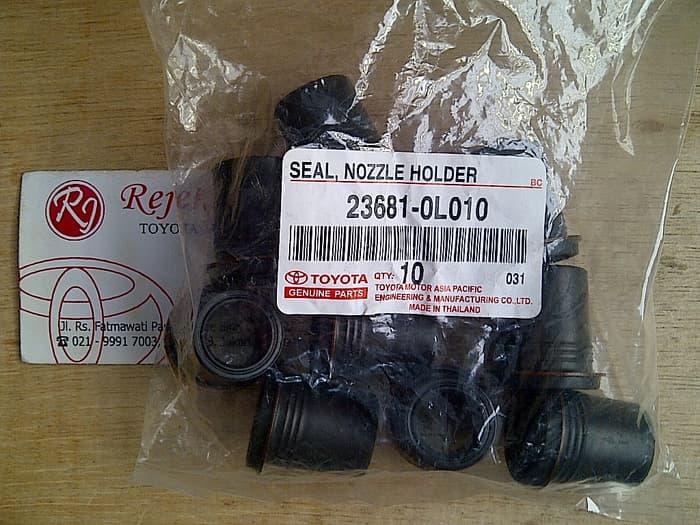 SEAL, NOZZLE HOLDER
BC
23681-0L010
TOYOTA
GENUINE PARTS
QTY. 10
031
TOYOTA MOTOR ASIA PACIFIC
ENGINEERING & MANUFACTURING CO.,LTD.
MADE IN THAILAND
RJ
TOYOTA
Jl. Rs. Fatmawati
☎ 021 - 9991 7003